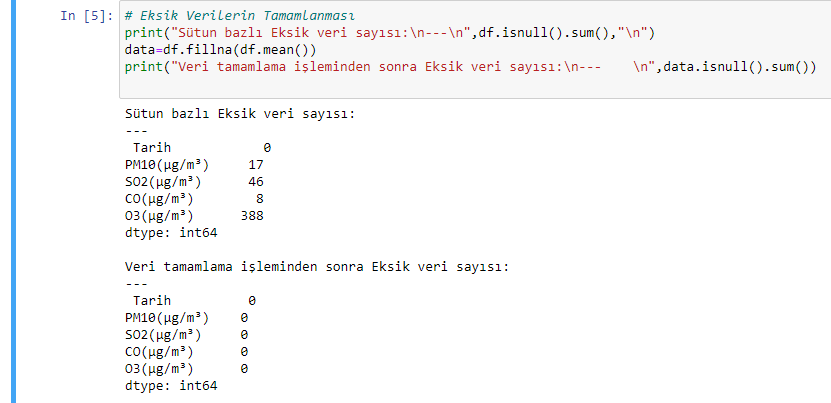 In [5]: # Eksik Verilerin Tamamlanması
print("Sütun bazlı Eksik veri sayısı:\n---\n",df.isnull().sum(),"\n")
data=df.fillna(df.mean())
print("Veri tamamlama işleminden sonra Eksik veri sayısı:\n---    \n",data.isnull().sum())
Sütun bazlı Eksik veri sayısı:
---
 Tarih            0
PM10(µg/m³)     17
SO2(µg/m³)      46
CO(µg/m³)        8
O3(µg/m³)      388
dtype: int64
Veri tamamlama işleminden sonra Eksik veri sayısı:
---
 Tarih          0
PM10(µg/m³)    0
SO2(µg/m³)     0
CO(µg/m³)      0
O3(µg/m³)      0
dtype: int64